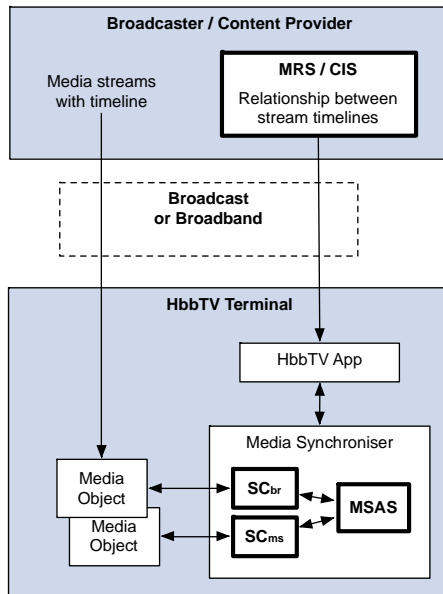 Broadcaster / Content Provider
Media streams
with timeline
MRS / CIS
Relationship between
stream timelines
Broadcast
or Broadband
HbbTV Terminal
HbbTV App
Media Synchroniser
Media
Object
SCbr
MSAS
Media
Object
SCms